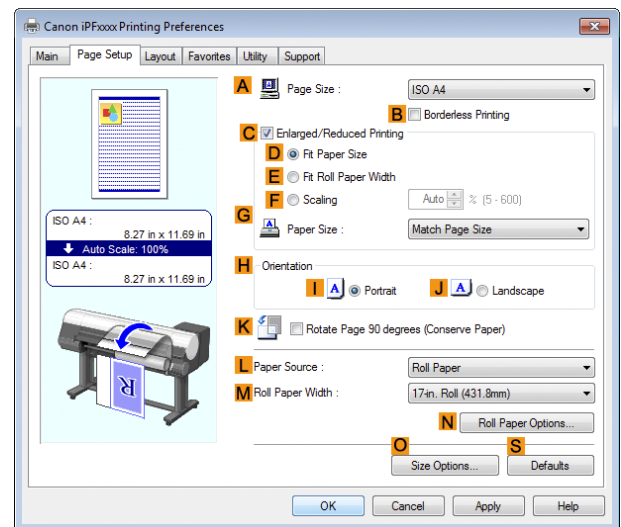 Canon iPFxxxx Printing Preferences
Main Page Setup Layout Favorites Utility Support
A Page Size : ISO A4
B Borderless Printing
C Enlarged/Reduced Printing
D Fit Paper Size
E Fit Roll Paper Width
F Scaling Auto % (5 - 600)
G Paper Size : Match Page Size
ISO A4 :
8.27 in x 11.69 in
Auto Scale: 100%
ISO A4 :
8.27 in x 11.69 in
H Orientation
I A Portrait J A Landscape
K Rotate Page 90 degrees (Conserve Paper)
R
L Paper Source : Roll Paper
M Roll Paper Width : 17-in. Roll (431.8mm)
N Roll Paper Options...
O S
Size Options... Defaults
OK Cancel Apply Help